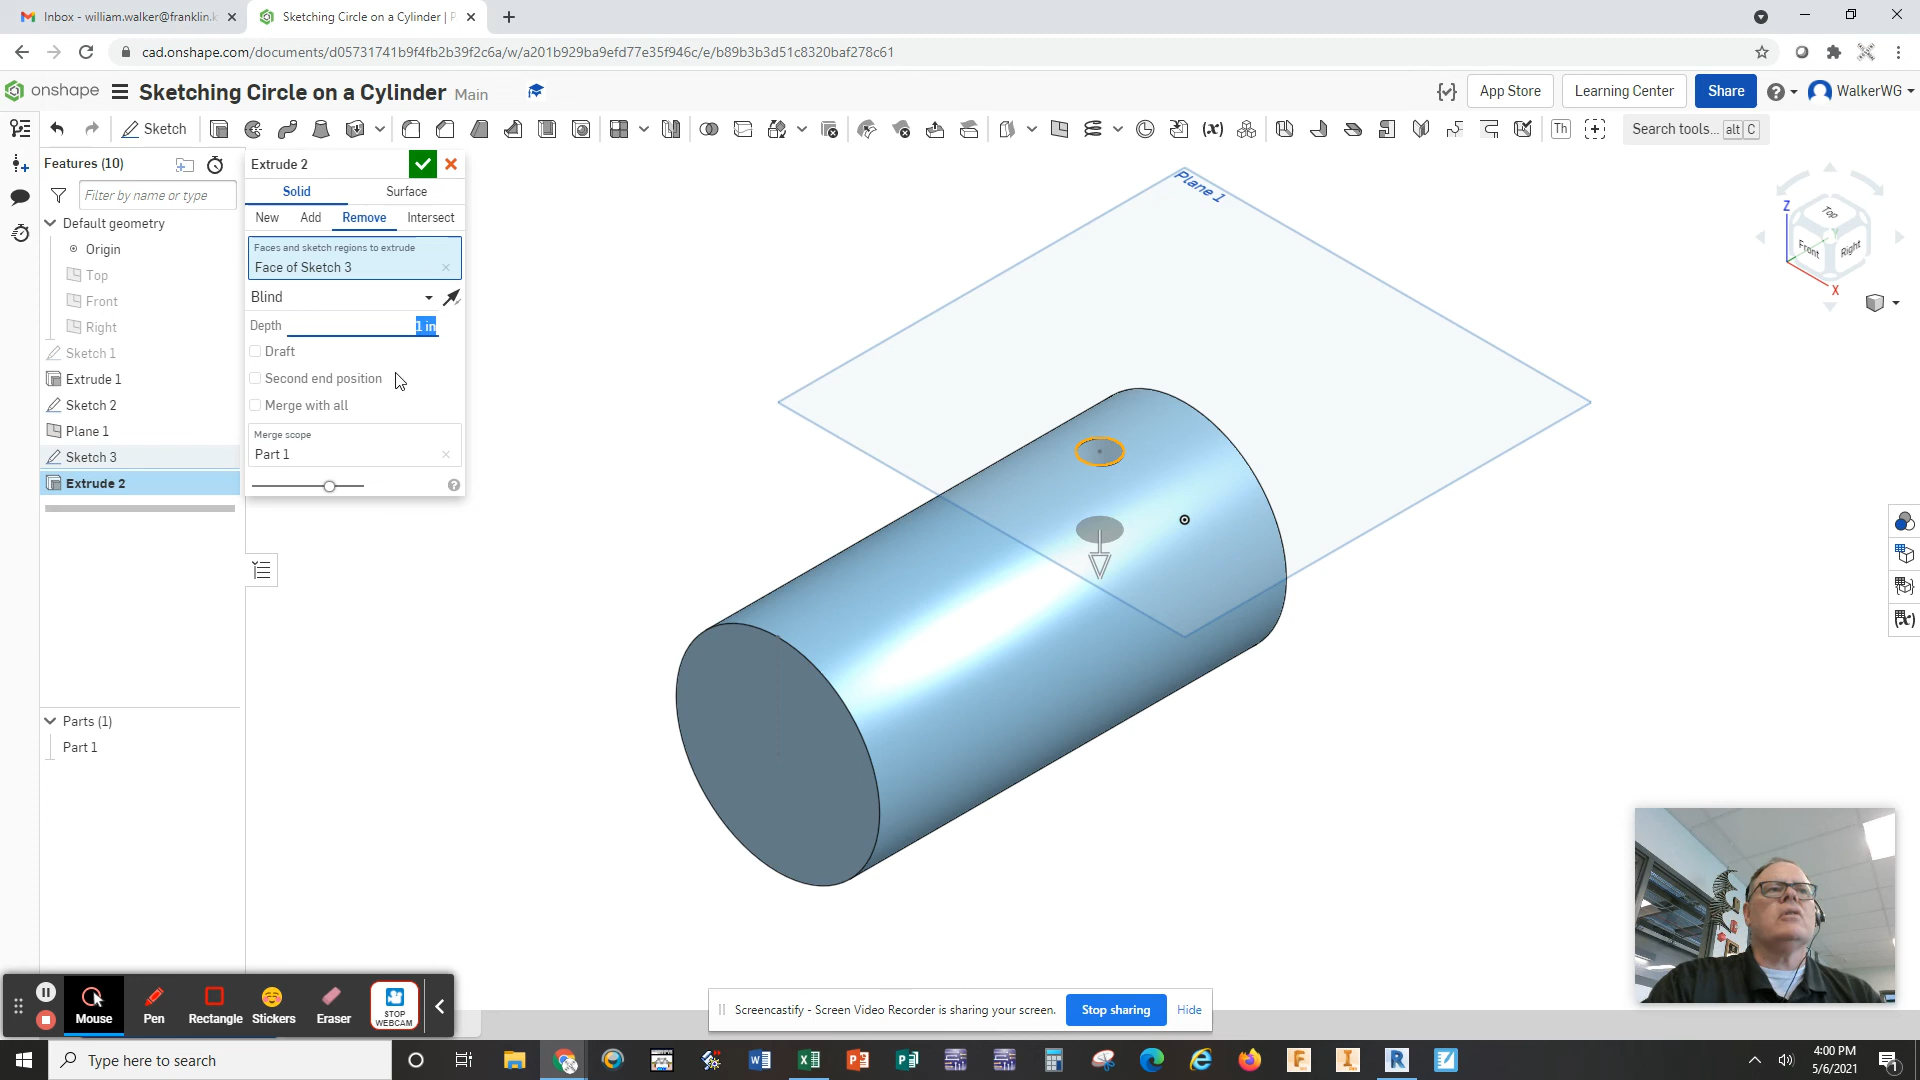 Inbox - william.walker@franklin.k
Sketching Circle on a Cylinder | P
cad.onshape.com/documents/d05731741b9f4fb2b39f2c6a/w/a201b929ba9efd77e35f946c/e/b89b3b3d51c8320baf278c61
onshape
Sketching Circle on a Cylinder Main
App Store
Learning Center
Share
WalkerWG
Sketch
Th
Search tools... alt C
Features (10)
Filter by name or type
Default geometry
Origin
Top
Front
Right
Sketch 1
Extrude 1
Sketch 2
Plane 1
Sketch 3
Extrude 2
Parts (1)
Part 1
Extrude 2
Solid Surface
New Add Remove Intersect
Faces and sketch regions to extrude
Face of Sketch 3
Blind
Depth 1 in
Draft
Second end position
Merge with all
Merge scope
Part 1
Plane 1
Z
Top
Front
Right
Y
X
Mouse
Pen
Rectangle
Stickers
Eraser
STOP
WEBCAM
Screencastify - Screen Video Recorder is sharing your screen.
Stop sharing
Hide
Type here to search
4:00 PM
5/6/2021
1